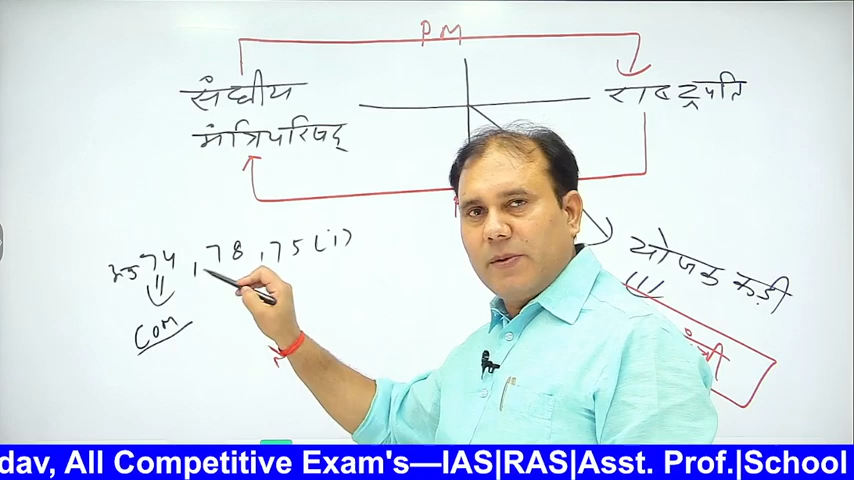 PM
संघीय
मंत्रिपरिषद्
राष्ट्रपति
अनु 74, 78, 75(i)
COM
योजक कड़ी
dav, All Competitive Exam's—IAS|RAS|Asst. Prof.|School